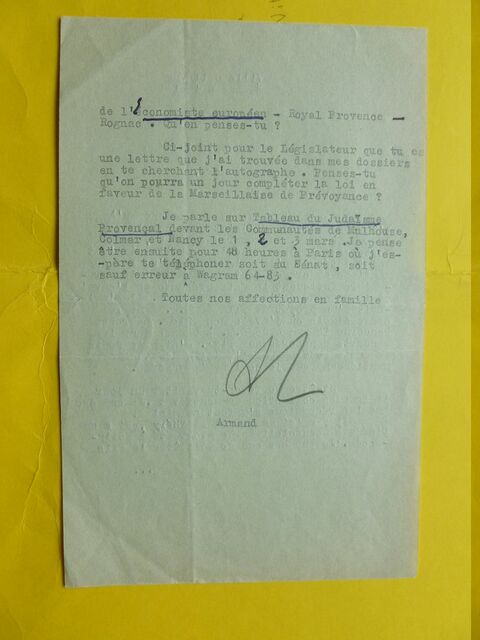 de l'Économiste européen - Royal Provence —
Rognac . Qu'en penses-tu ?
Ci-joint pour le Législateur que tu es
une lettre que j'ai trouvée dans mes dossiers
en te cherchant l'autographe . Penses-tu
qu'on pourra un jour compléter la loi en
faveur de la Marseillaise de Prévoyance ?
Je parle sur Tableau du Judaïsme
Provençal devant les Communautés de Mulhouse,
Colmar et Nancy le 1 , 2 et 3 mars . Je pense
être ensuite pour 48 heures à Paris où j'es-
père te téléphoner soit au Sénat , soit
sauf erreur à Wagram 64-83 .
Toutes nos affections en famille
Armand